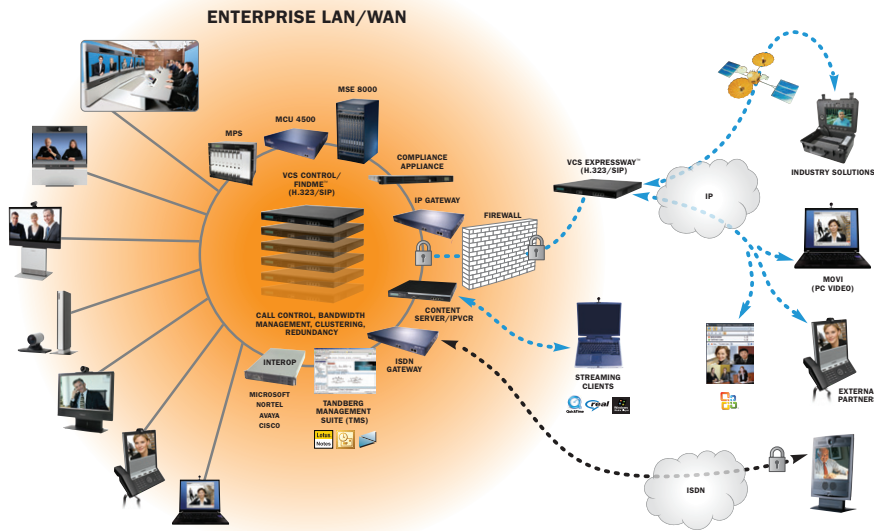 ENTERPRISE LAN/WAN
MSE 8000
MCU 4500
MPS
COMPLIANCE
APPLIANCE
VCS CONTROL/
FINDME™
(H.323/SIP)
IP GATEWAY
FIREWALL
VCS EXPRESSWAY™
(H.323/SIP)
IP
INDUSTRY SOLUTIONS
MOVI
(PC VIDEO)
CALL CONTROL, BANDWIDTH
MANAGEMENT, CLUSTERING,
REDUNDANCY
CONTENT
SERVER/IPVCR
ISDN
GATEWAY
INTEROP
MICROSOFT
NORTEL
AVAYA
CISCO
TANDBERG
MANAGEMENT
SUITE (TMS)
Lotus
Notes
STREAMING
CLIENTS
QuickTime
real
EXTERNA
PARTNER
ISDN